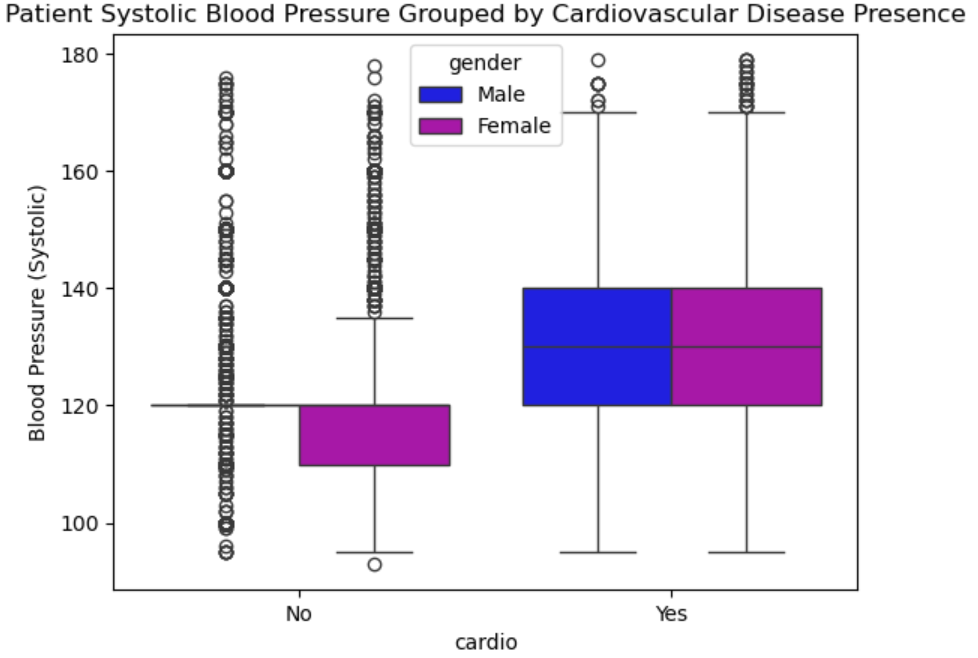 Patient Systolic Blood Pressure Grouped by Cardiovascular Disease Presence
gender
Male
Female
Blood Pressure (Systolic)
180
160
140
120
100
No
Yes
cardio